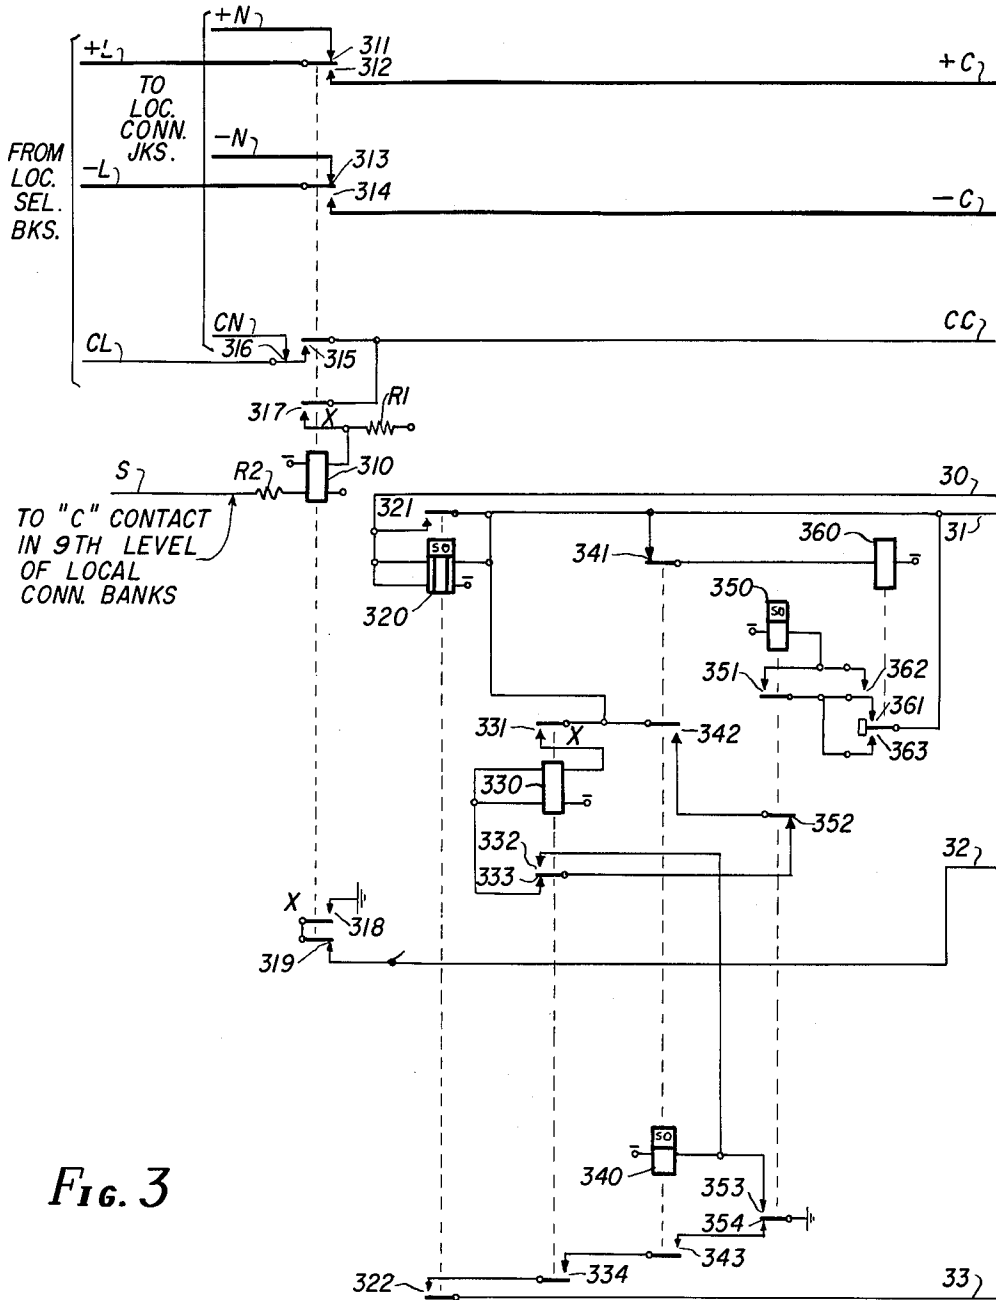 +N
+L
311
312
+C
TO
LOC.
CONN.
JKS.
-N
FROM
LOC.
SEL.
BKS.
-L
313
314
-C
CN
CC
CL
316
315
317
X
R1
S
R2
310
TO "C" CONTACT
IN 9TH LEVEL
OF LOCAL
CONN. BANKS
30
321
31
341
360
SO
320
350
SO
351
362
361
363
331
X
342
330
352
332
333
32
X
318
319
SO
340
353
354
343
334
322
33
FIG. 3